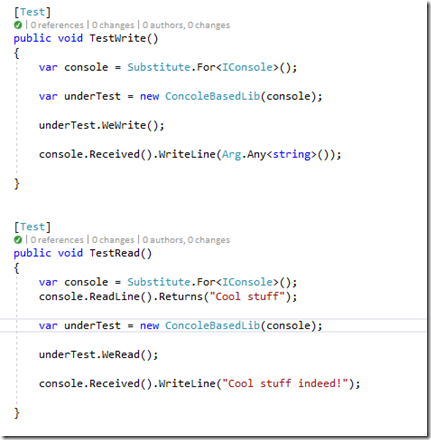 [Test]
| 0 references | 0 changes | 0 authors, 0 changes
public void TestWrite()
{
var console = Substitute.For<IConsole>();
var underTest = new ConcoleBasedLib(console);
underTest.WeWrite();
console.Received().WriteLine(Arg.Any<string>());
}
[Test]
| 0 references | 0 changes | 0 authors, 0 changes
public void TestRead()
{
var console = Substitute.For<IConsole>();
console.ReadLine().Returns("Cool stuff");
var underTest = new ConcoleBasedLib(console);
underTest.WeRead();
console.Received().WriteLine("Cool stuff indeed!");
}